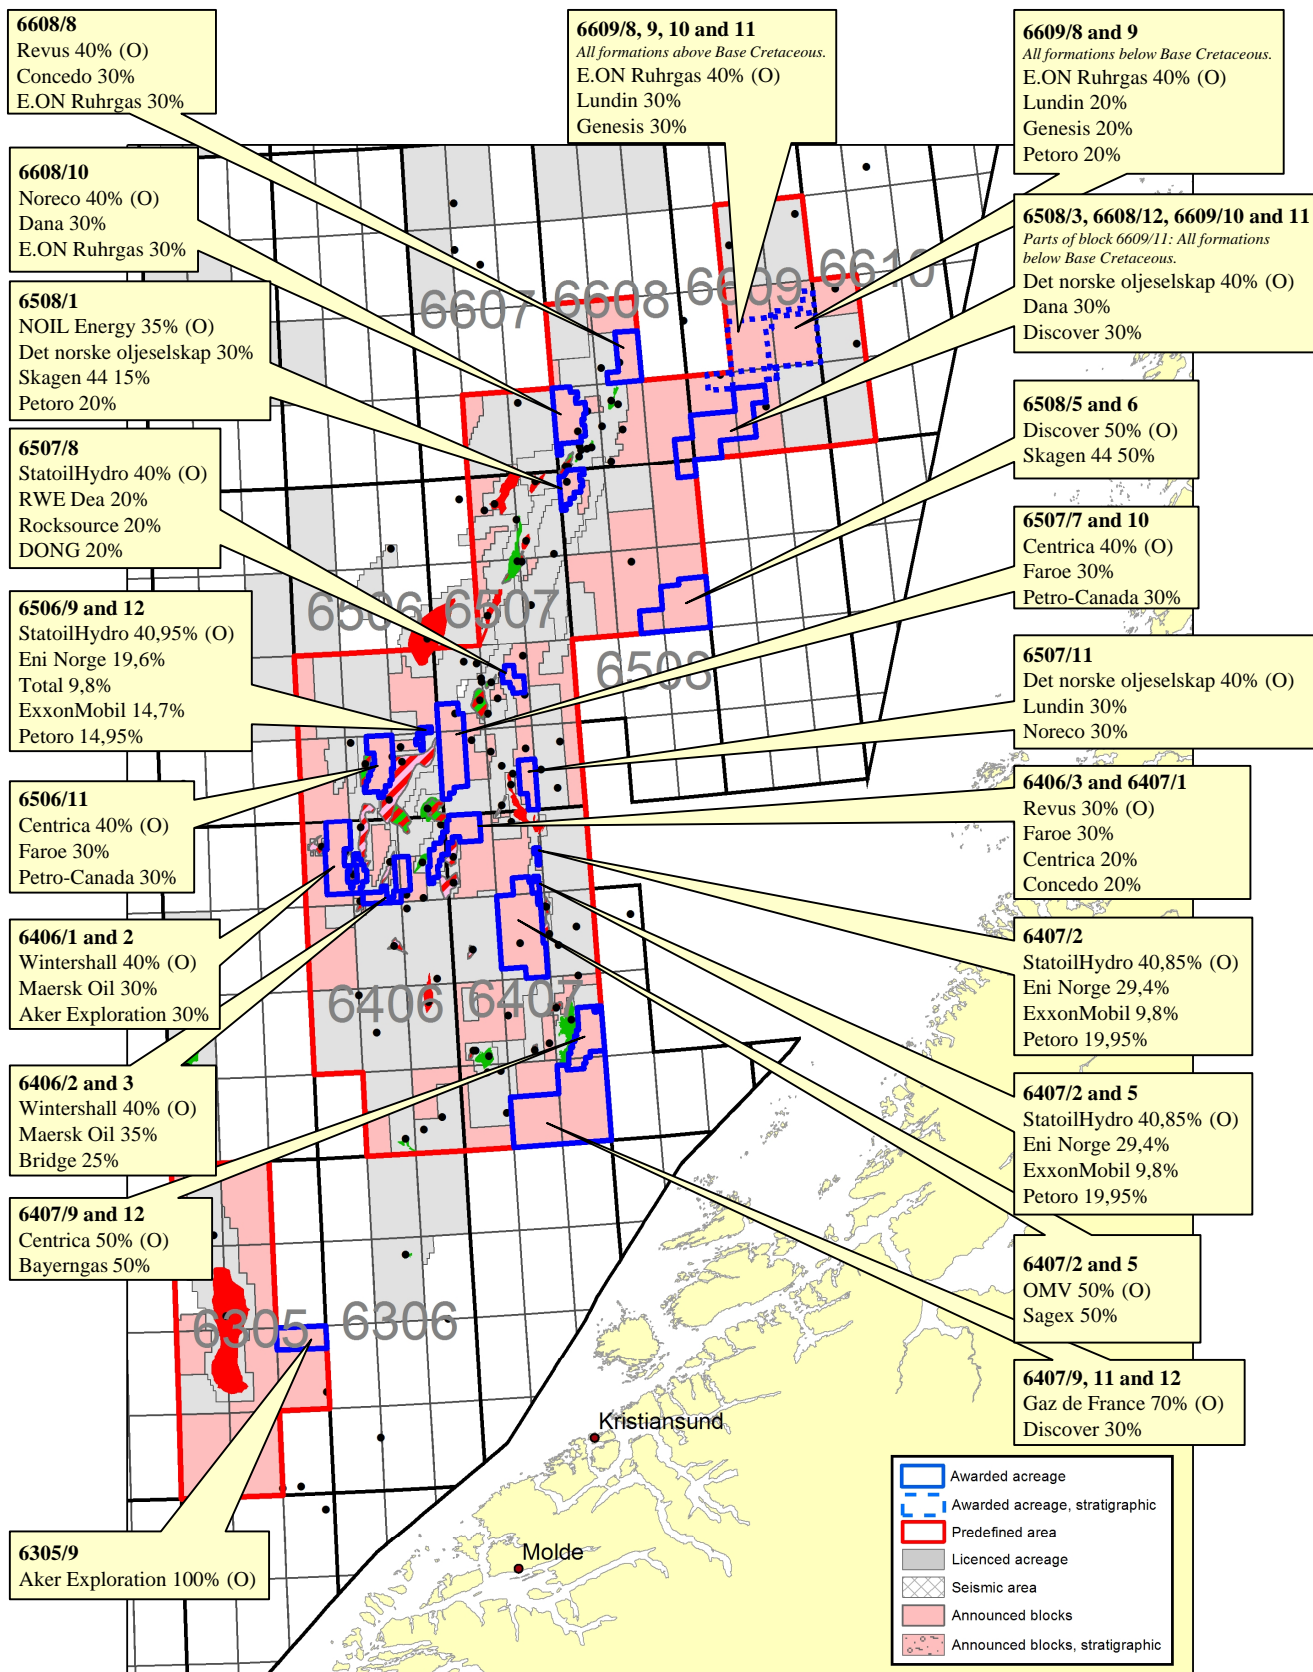 6608/8
Revus 40% (O)
Concedo 30%
E.ON Ruhrgas 30%
6609/8, 9, 10 and 11
All formations above Base Cretaceous.
E.ON Ruhrgas 40% (O)
Lundin 30%
Genesis 30%
6609/8 and 9
All formations below Base Cretaceous.
E.ON Ruhrgas 40% (O)
Lundin 20%
Genesis 20%
Petoro 20%
6608/10
Noreco 40% (O)
Dana 30%
E.ON Ruhrgas 30%
6508/3, 6608/12, 6609/10 and 11
Parts of block 6609/11: All formations
below Base Cretaceous.
Det norske oljeselskap 40% (O)
Dana 30%
Discover 30%
6508/1
NOIL Energy 35% (O)
Det norske oljeselskap 30%
Skagen 44 15%
Petoro 20%
6508/5 and 6
Discover 50% (O)
Skagen 44 50%
6507/8
StatoilHydro 40% (O)
RWE Dea 20%
Rocksource 20%
DONG 20%
6507/7 and 10
Centrica 40% (O)
Faroe 30%
Petro-Canada 30%
6506/9 and 12
StatoilHydro 40,95% (O)
Eni Norge 19,6%
Total 9,8%
ExxonMobil 14,7%
Petoro 14,95%
6507/11
Det norske oljeselskap 40% (O)
Lundin 30%
Noreco 30%
6506/11
Centrica 40% (O)
Faroe 30%
Petro-Canada 30%
6406/3 and 6407/1
Revus 30% (O)
Faroe 30%
Centrica 20%
Concedo 20%
6406/1 and 2
Wintershall 40% (O)
Maersk Oil 30%
Aker Exploration 30%
6407/2
StatoilHydro 40,85% (O)
Eni Norge 29,4%
ExxonMobil 9,8%
Petoro 19,95%
6406/2 and 3
Wintershall 40% (O)
Maersk Oil 35%
Bridge 25%
6407/2 and 5
StatoilHydro 40,85% (O)
Eni Norge 29,4%
ExxonMobil 9,8%
Petoro 19,95%
6407/9 and 12
Centrica 50% (O)
Bayerngas 50%
6407/2 and 5
OMV 50% (O)
Sagex 50%
6407/9, 11 and 12
Gaz de France 70% (O)
Discover 30%
6305/9
Aker Exploration 100% (O)
6607
6608
6609
6610
6506
6507
6508
6406
6407
6305
6306
Kristiansund
Molde
Awarded acreage
Awarded acreage, stratigraphic
Predefined area
Licenced acreage
Seismic area
Announced blocks
Announced blocks, stratigraphic